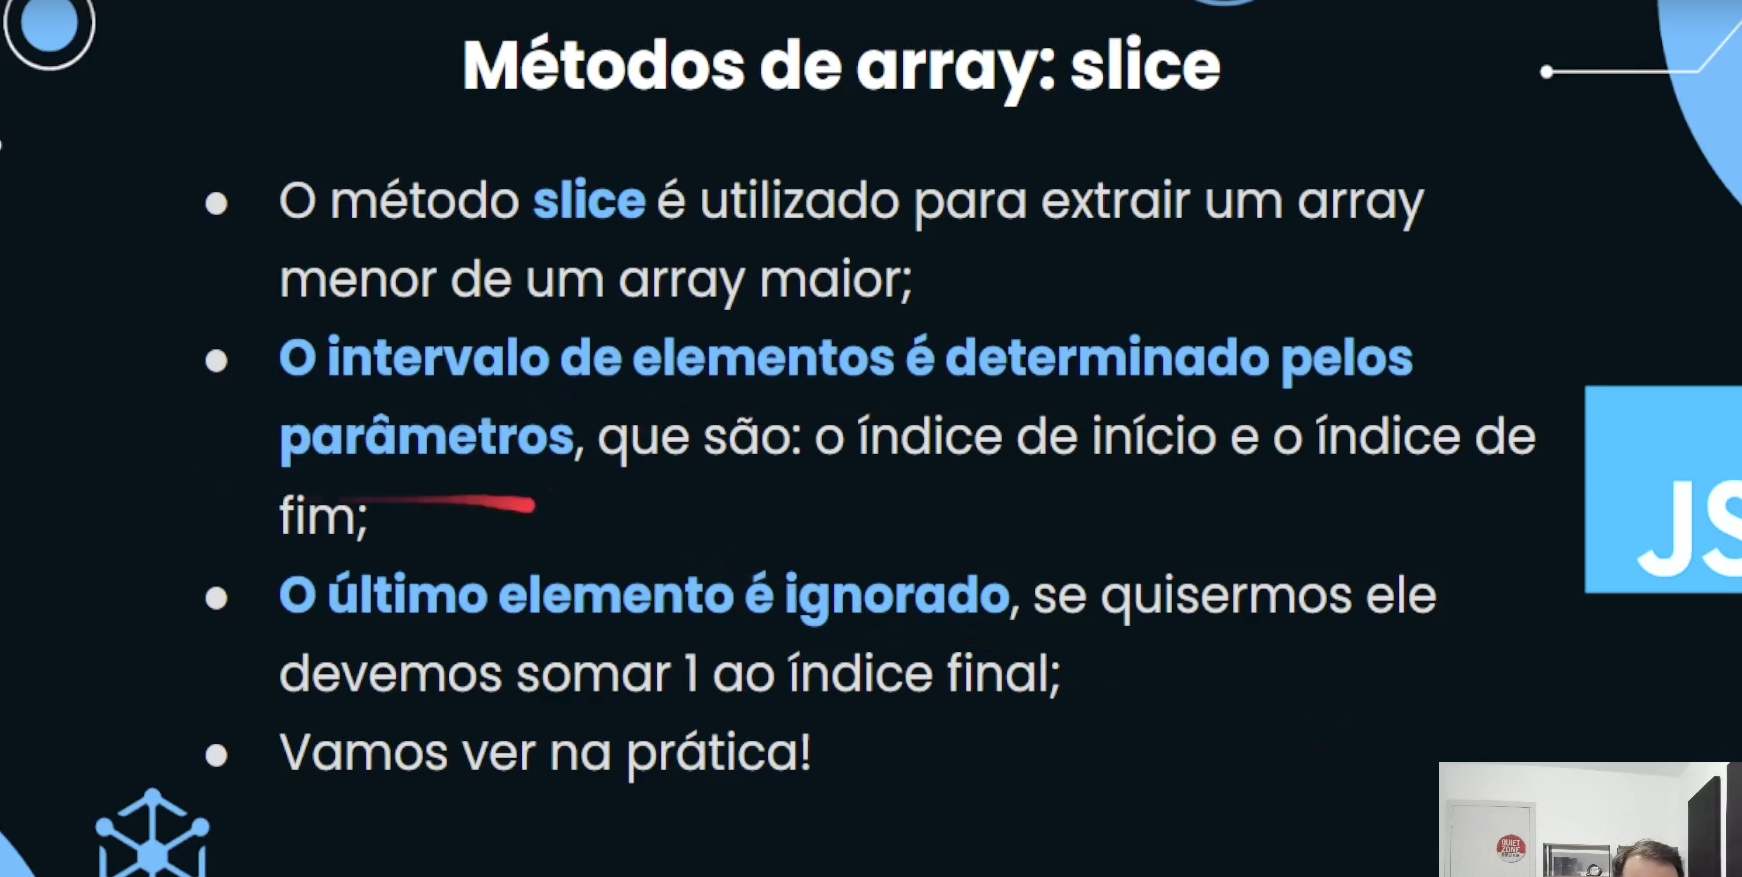 Métodos de array: slice
● O método slice é utilizado para extrair um array
menor de um array maior;
● O intervalo de elementos é determinado pelos
parâmetros, que são: o índice de início e o índice de
fim;
● O último elemento é ignorado, se quisermos ele
devemos somar 1 ao índice final;
● Vamos ver na prática!
JS
QUIET
ZONE